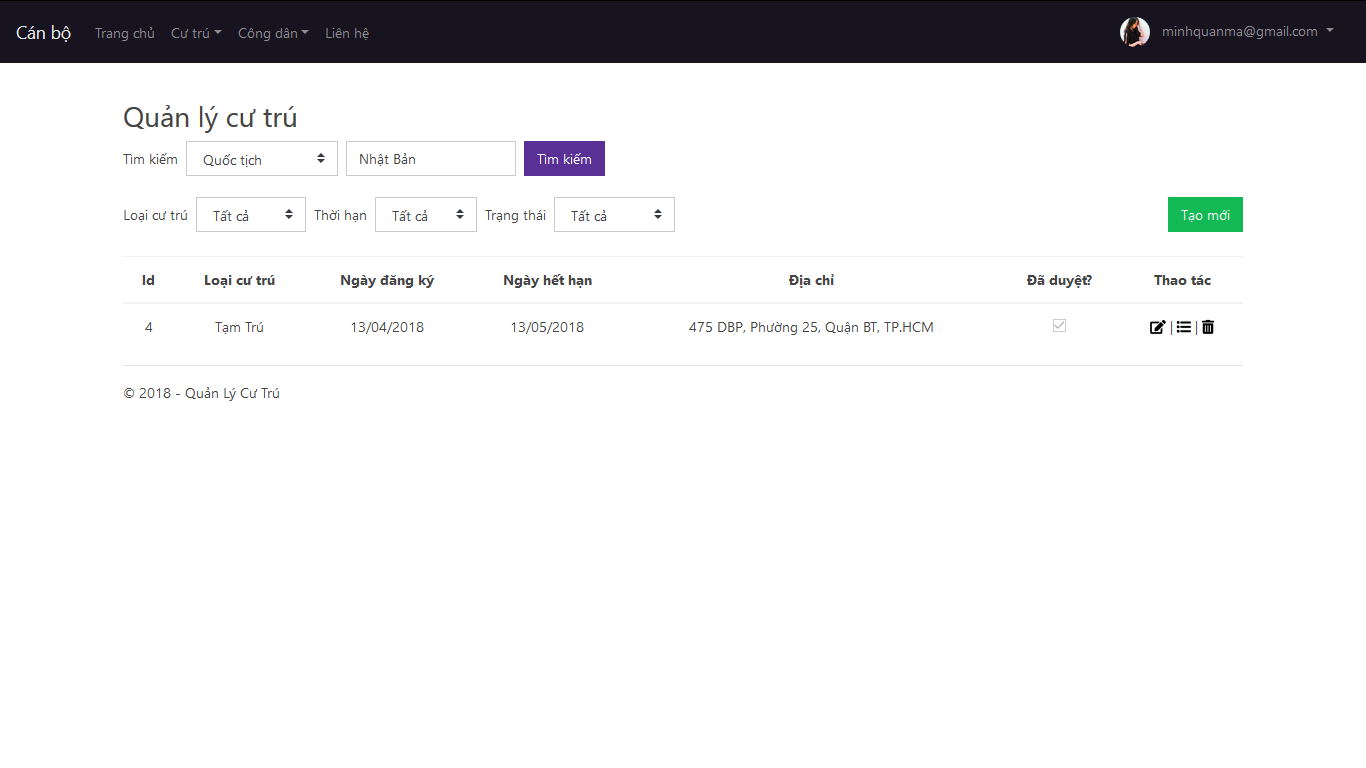 Cán bộ Trang chủ Cư trú Công dân Liên hệ minhquanma@gmail.com
Quản lý cư trú
Tìm kiếm Quốc tịch Nhật Bản Tìm kiếm
Loại cư trú Tất cả Thời hạn Tất cả Trạng thái Tất cả Tạo mới
Id Loại cư trú Ngày đăng ký Ngày hết hạn Địa chỉ Đã duyệt? Thao tác
4 Tạm Trú 13/04/2018 13/05/2018 475 DBP, Phường 25, Quận BT, TP.HCM | |
© 2018 - Quản Lý Cư Trú